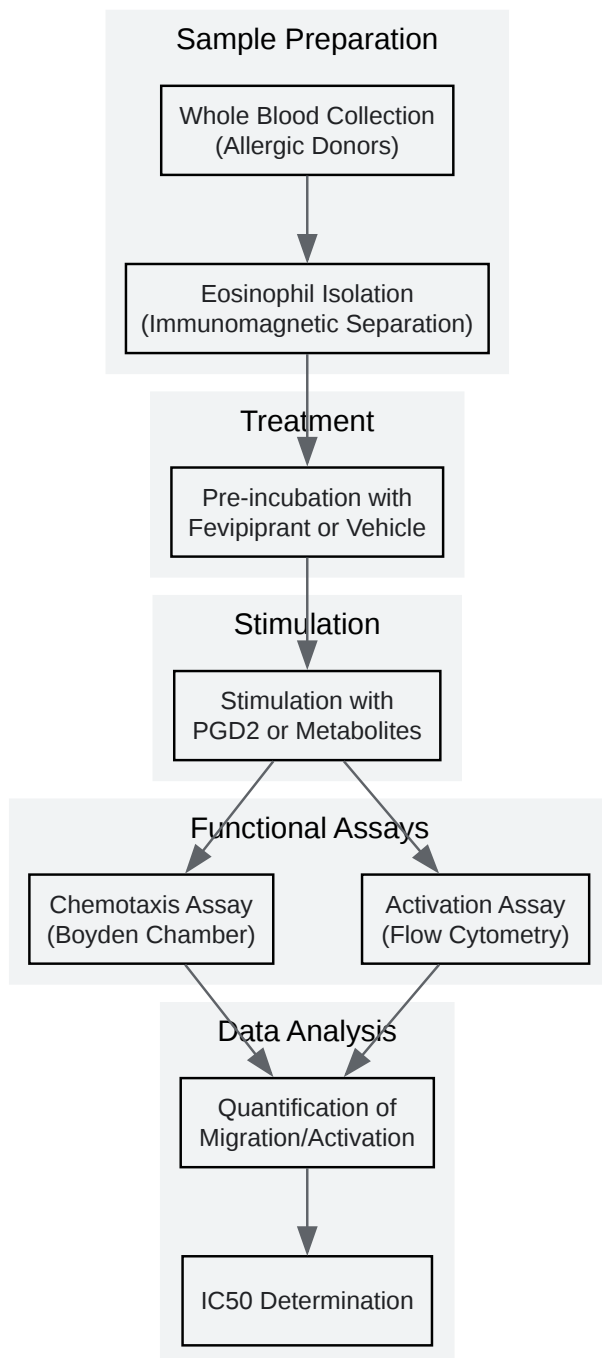 Sample Preparation
Whole Blood Collection
(Allergic Donors)
Eosinophil Isolation
(Immunomagnetic Separation)
Treatment
Pre-incubation with
Fevipiprant or Vehicle
Stimulation
Stimulation with
PGD2 or Metabolites
Functional Assays
Chemotaxis Assay
(Boyden Chamber)
Activation Assay
(Flow Cytometry)
Data Analysis
Quantification of
Migration/Activation
IC50 Determination